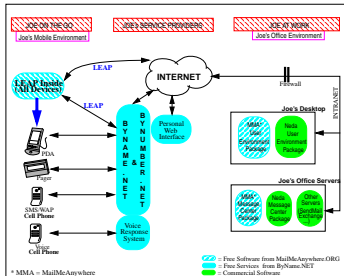 JOE ON THE GO
JOE's SERVICE PROVIDERS
JOE AT WORK
Joe's Mobile Environment
Joe's Office Environment
LEAP
INTERNET
LEAP Inside
(All Devices)
LEAP
Firewall
INTRANET
PDA
Pager
SMS/WAP
Cell Phone
Voice
Cell Phone
BYNAME.NET
&
BYNUMBER.NET
Personal
Web
Interface
Voice
Response
System
Joe's Desktop
MMA*
User
Environment
Package
Neda
User
Environment
Package
Joe's Office Servers
MMA*
Message
Center
Package
Neda
Message
Center
Package
Other
Servers
(SendMail
Exchange
)
* MMA = MailMeAnywhere
= Free Software from MailMeAnywhere.ORG
= Free Services from ByName.NET
= Commercial Software